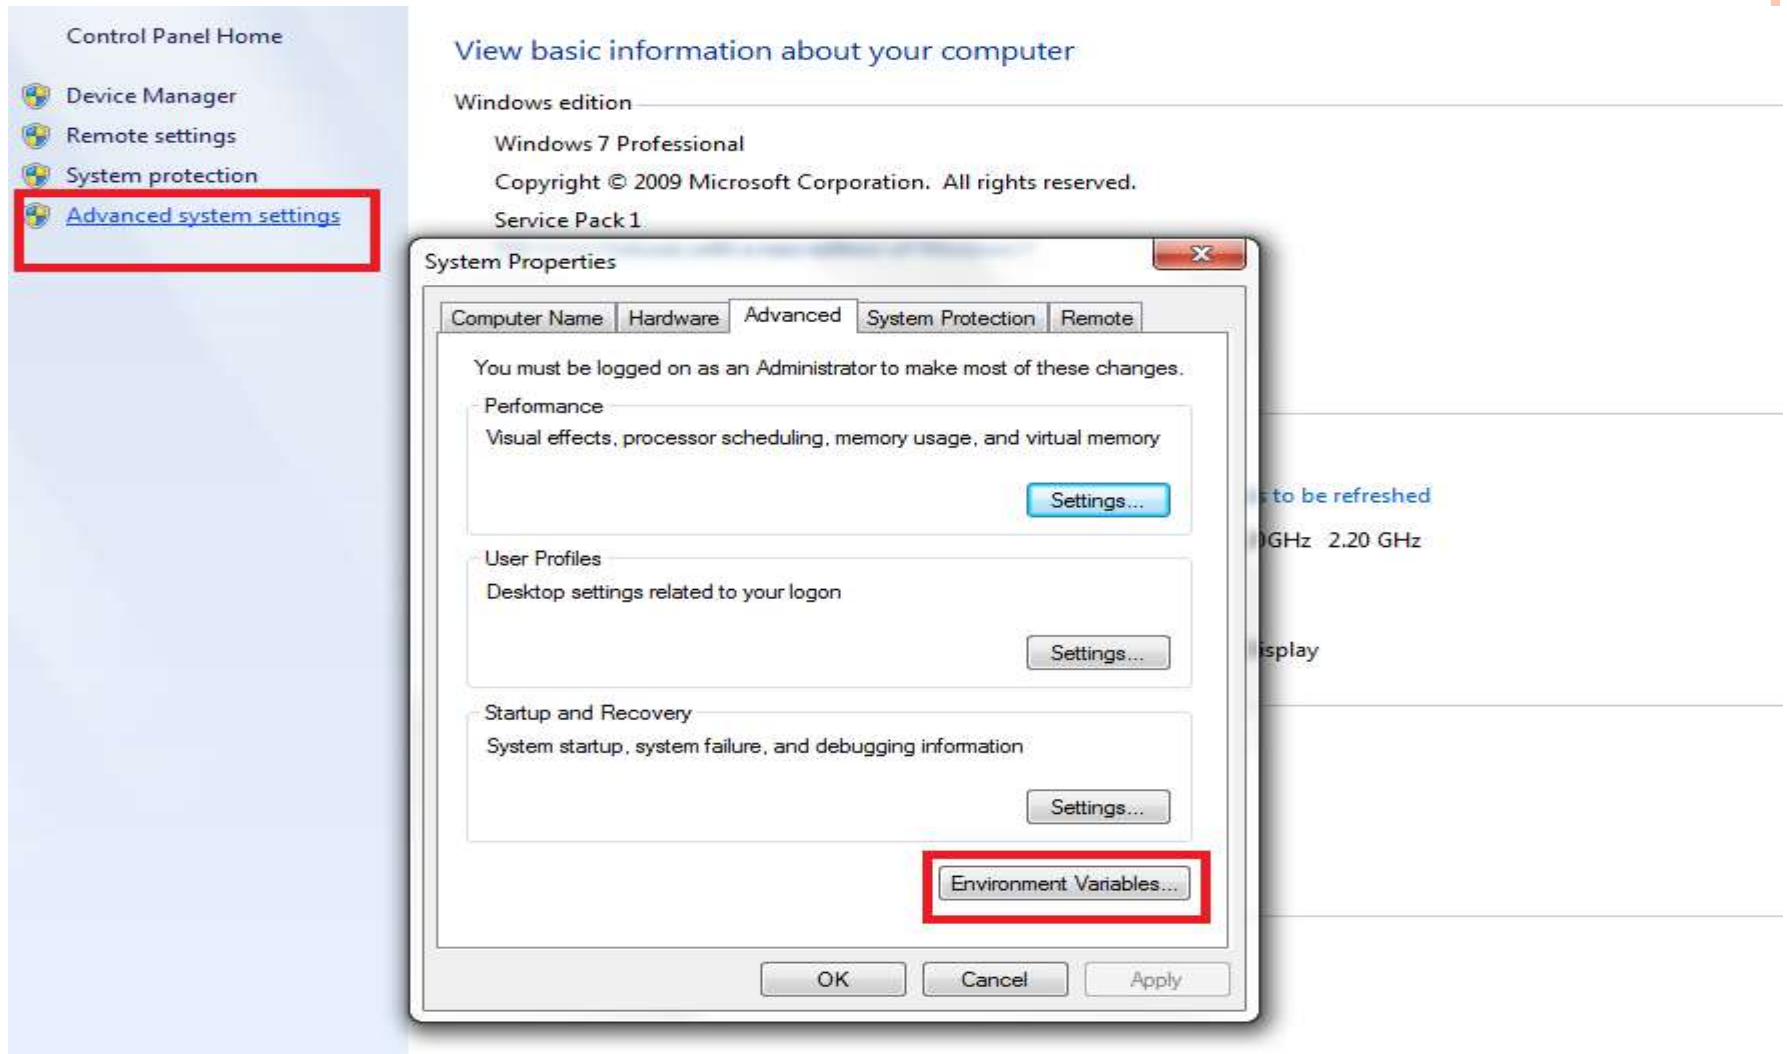 Control Panel Home
Device Manager
Remote settings
System protection
Advanced system settings
View basic information about your computer
Windows edition
Windows 7 Professional
Copyright © 2009 Microsoft Corporation. All rights reserved.
Service Pack 1
System Properties
Computer Name Hardware Advanced System Protection Remote
You must be logged on as an Administrator to make most of these changes.
Performance
Visual effects, processor scheduling, memory usage, and virtual memory
Settings...
User Profiles
Desktop settings related to your logon
Settings...
Startup and Recovery
System startup, system failure, and debugging information
Settings...
Environment Variables...
OK Cancel Apply
to be refreshed
GHz 2.20 GHz
isplay